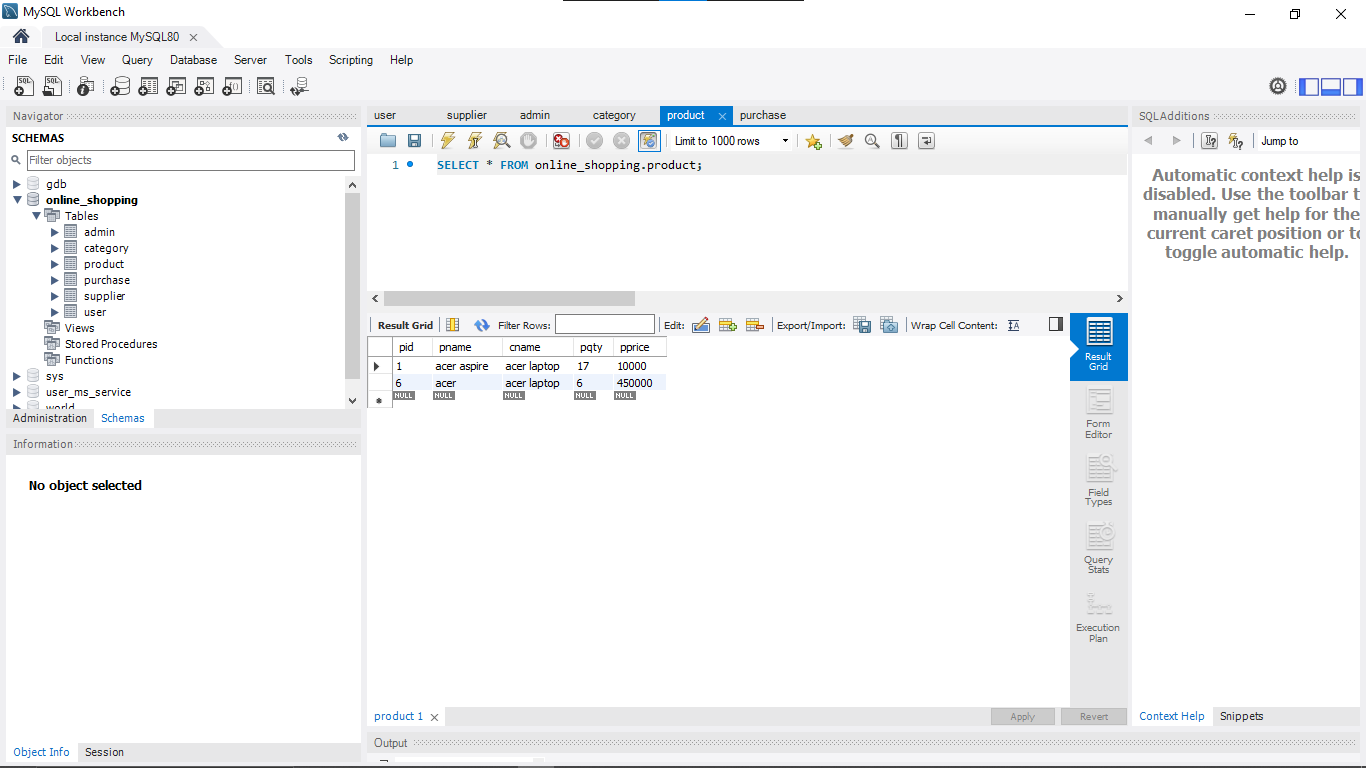 MySQL Workbench
Local instance MySQL80
File Edit View Query Database Server Tools Scripting Help
Navigator
SCHEMAS
Filter objects
gdb
online_shopping
Tables
admin
category
product
purchase
supplier
user
Views
Stored Procedures
Functions
sys
user_ms_service
world
Administration Schemas
Information
No object selected
Object Info Session
user supplier admin category product purchase
Limit to 1000 rows
1 SELECT * FROM online_shopping.product;
Result Grid Filter Rows: Edit: Export/Import: Wrap Cell Content:
pid pname cname pqty pprice
1 acer aspire acer laptop 17 10000
6 acer acer laptop 6 450000
NULL NULL NULL NULL NULL
Result
Grid
Form
Editor
Field
Types
Query
Stats
Execution
Plan
product 1
Apply Revert
Output
SQLAdditions
Jump to
Automatic context help is
disabled. Use the toolbar t
manually get help for the
current caret position or to
toggle automatic help.
Context Help Snippets